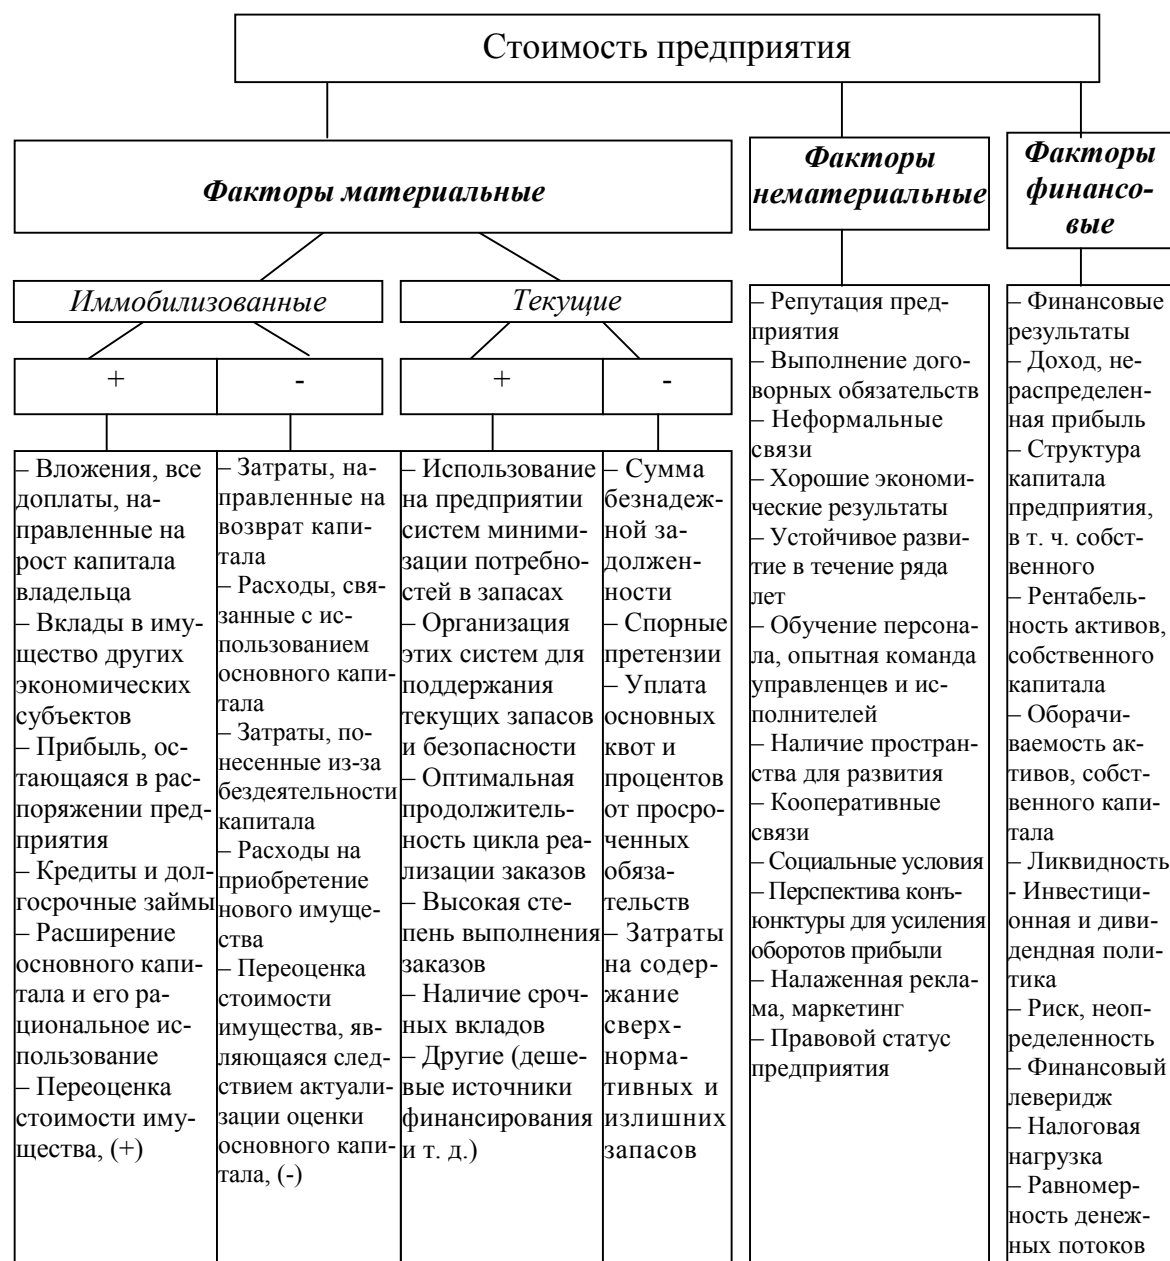 Стоимость предприятия
Факторы материальные
Факторы
нематериальные
Факторы
финансо-
вые
Иммобилизованные
Текущие
+
-
+
-
– Вложения, все
доплаты, на-
правленные на
рост капитала
владельца
– Вклады в иму-
щество других
экономических
субъектов
– Прибыль, ос-
тающаяся в рас-
поряжении пред-
приятия
– Кредиты и дол-
госрочные займы
– Расширение
основного капи-
тала и его ра-
циональное ис-
пользование
– Переоценка
стоимости иму-
щества, (+)
– Затраты, на-
правленные на
возврат капи-
тала
– Расходы, свя-
занные с ис-
пользованием
основного капи-
тала
– Затраты, по-
несенные из-за
бездеятельности
капитала
– Расходы на
приобретение
нового имуще-
ства
– Переоценка
стоимости
имущества, яв-
ляющаяся след-
ствием актуали-
зации оценки
основного капи-
тала, (-)
– Использование
на предприятии
систем миними-
зации потребно-
стей в запасах
– Организация
этих систем для
поддержания
текущих запасов
и безопасности
– Оптимальная
продолжитель-
ность цикла реа-
лизации заказов
– Высокая сте-
пень выполнения
заказов
– Наличие сроч-
ных вкладов
– Другие (деше-
вые источники
финансирования
и т. д.)
– Сумма
безнадеж-
ной за-
должен-
ности
– Спорные
претензии
– Уплата
основных
квот и
процентов
от просро-
ченных
обяза-
тельств
– Затраты
на содер-
жание
сверх-
норма-
тивных и
излишних
запасов
– Репутация пред-
приятия
– Выполнение дого-
ворных обязательств
– Неформальные
связи
– Хорошие экономи-
ческие результаты
– Устойчивое разви-
тие в течение ряда
лет
– Обучение персона-
ла, опытная команда
управленцев и ис-
полнителей
– Наличие простран-
ства для развития
– Кооперативные
связи
– Социальные условия
– Перспектива конъ-
юнктуры для усиления
оборотов прибыли
– Налаженная рекла-
ма, маркетинг
– Правовой статус
предприятия
– Финансовые
результаты
– Доход, не-
распределен-
ная прибыль
– Структура
капитала
предприятия,
в т. ч. собст-
венного
– Рентабель-
ность активов,
собственного
капитала
– Оборачи-
ваемость ак-
тивов, собст-
венного капи-
тала
– Ликвидность
- Инвестици-
онная и диви-
дендная поли-
тика
– Риск, неоп-
ределенность
– Финансовый
леверидж
– Налоговая
нагрузка
– Равномер-
ность денеж-
ных потоков